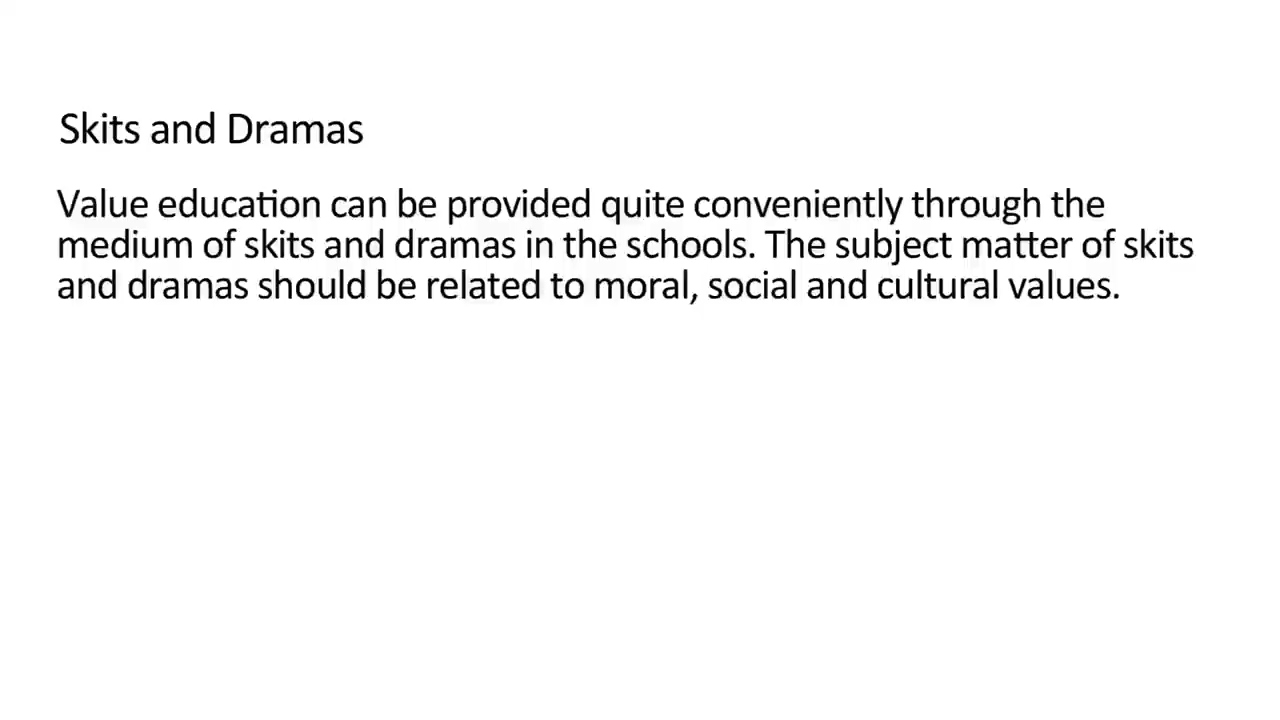 Skits and Dramas
Value education can be provided quite conveniently through the
medium of skits and dramas in the schools. The subject matter of skits
and dramas should be related to moral, social and cultural values.